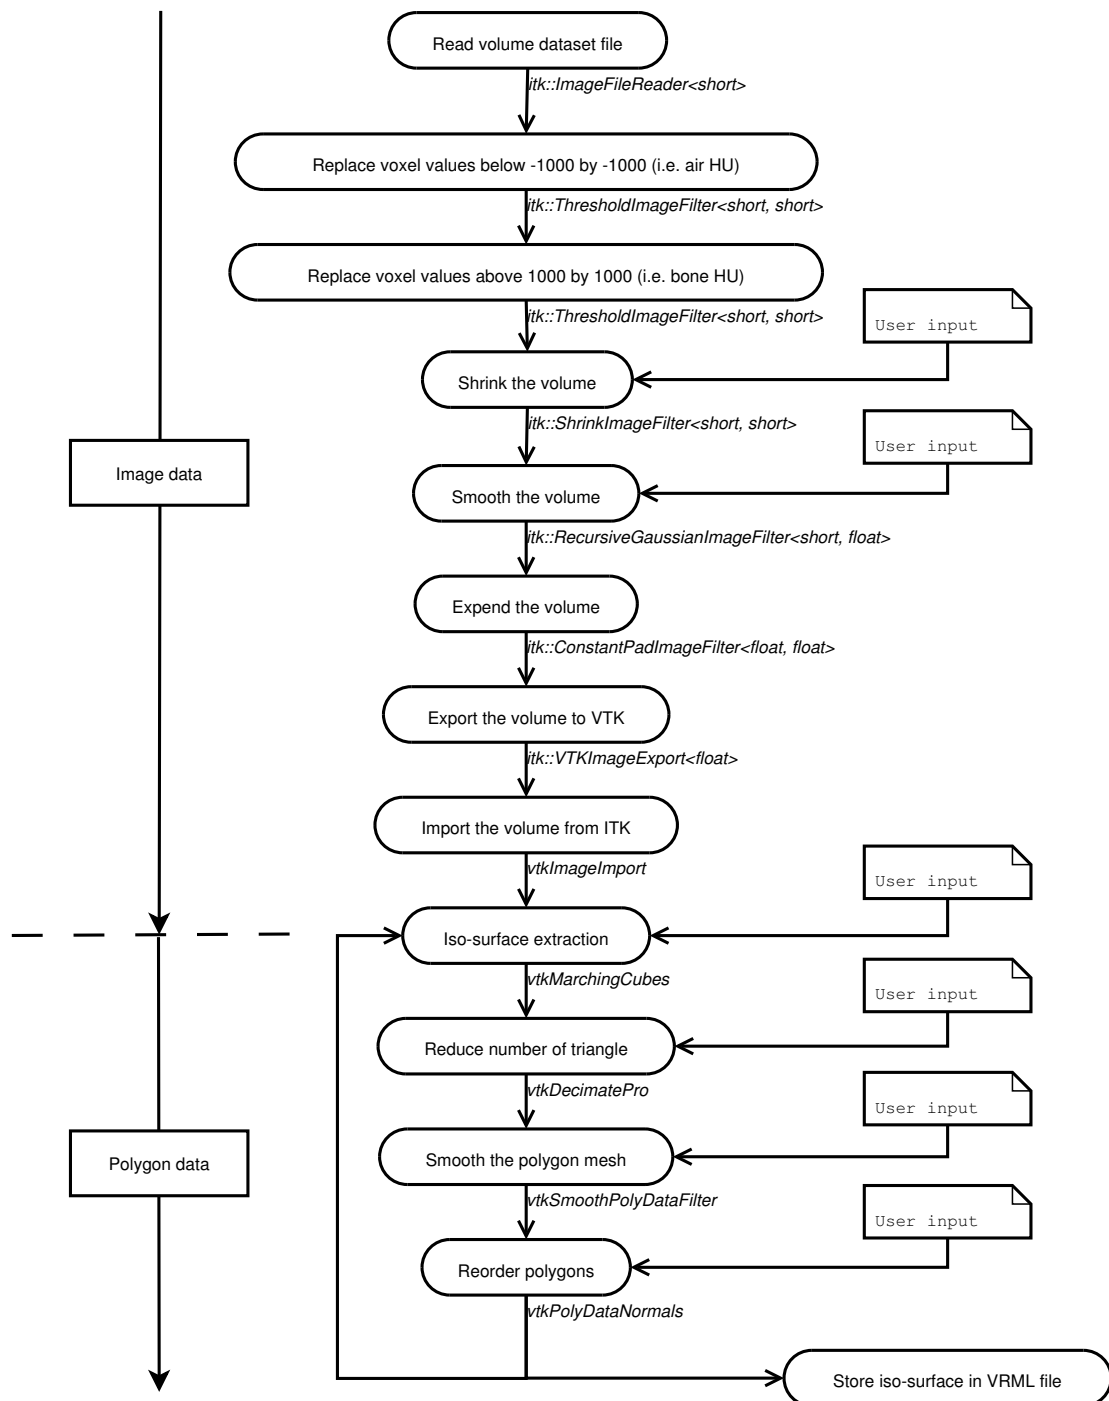 Read volume dataset file
itk::ImageFileReader<short>
Replace voxel values below -1000 by -1000 (i.e. air HU)
itk::ThresholdImageFilter<short, short>
Replace voxel values above 1000 by 1000 (i.e. bone HU)
itk::ThresholdImageFilter<short, short>
User input
Shrink the volume
itk::ShrinkImageFilter<short, short>
User input
Image data
Smooth the volume
itk::RecursiveGaussianImageFilter<short, float>
Expend the volume
itk::ConstantPadImageFilter<float, float>
Export the volume to VTK
itk::VTKImageExport<float>
Import the volume from ITK
vtkImageImport
User input
Iso-surface extraction
vtkMarchingCubes
User input
Reduce number of triangle
vtkDecimatePro
User input
Smooth the polygon mesh
Polygon data
vtkSmoothPolyDataFilter
User input
Reorder polygons
vtkPolyDataNormals
Store iso-surface in VRML file